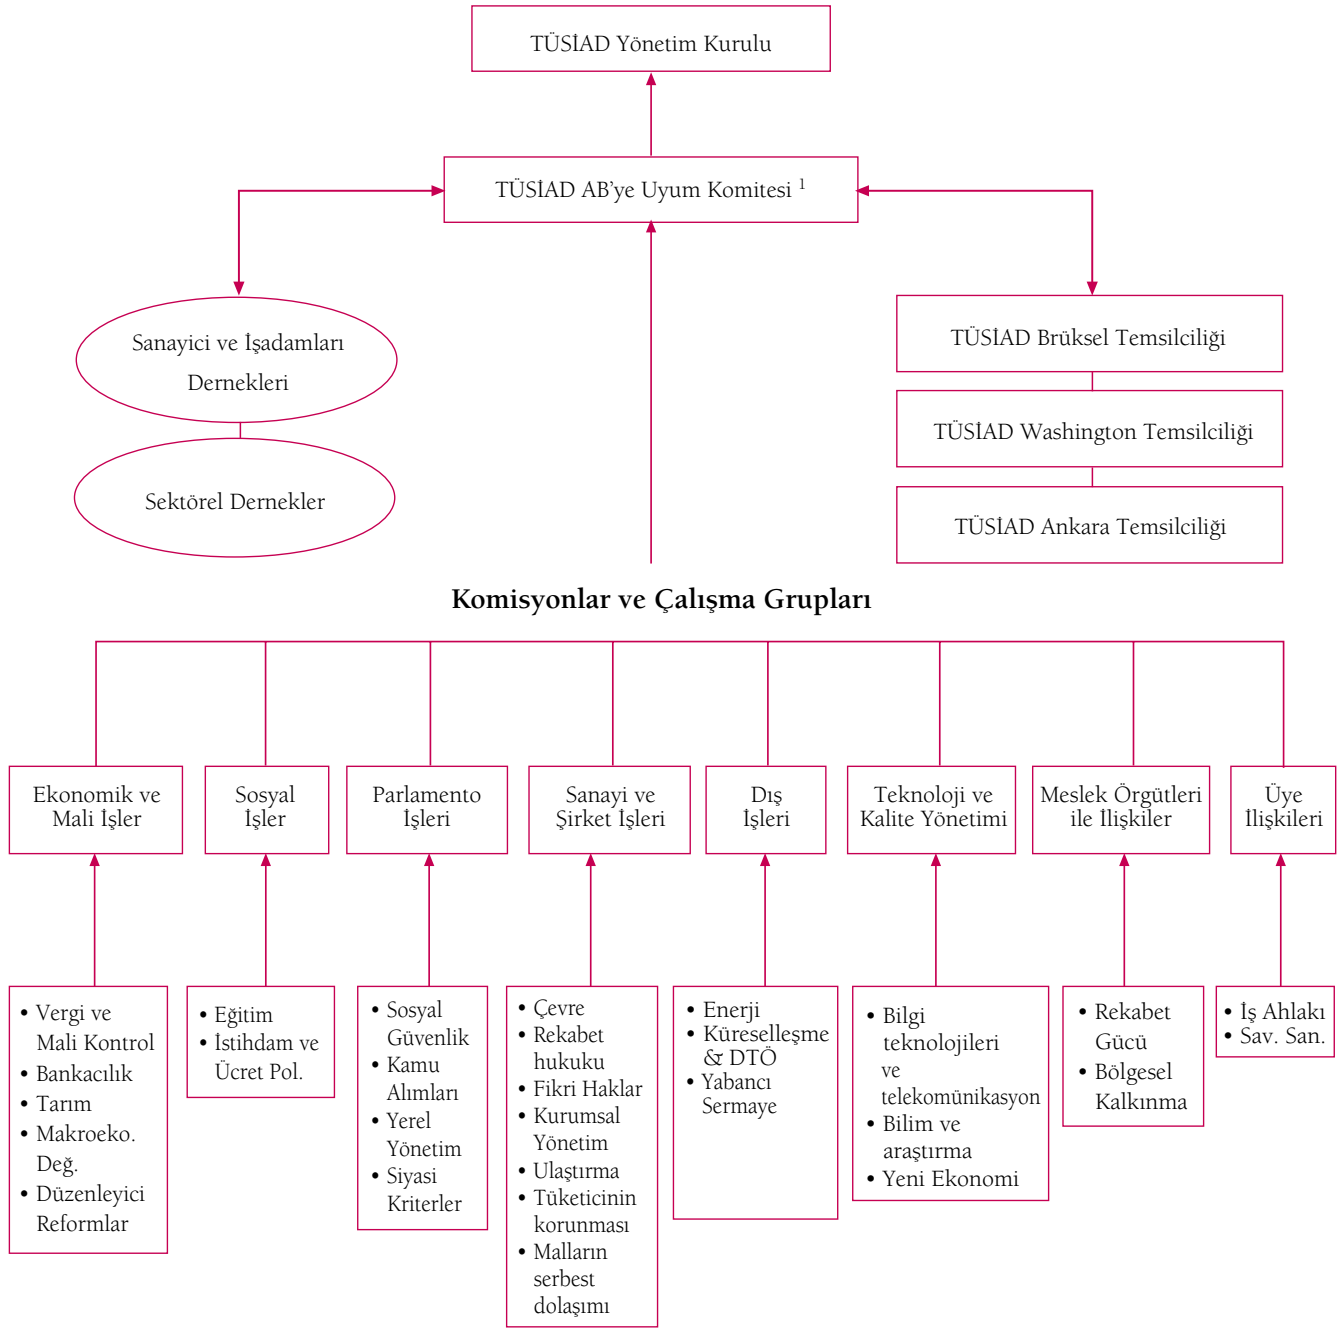 TÜSİAD Yönetim Kurulu
TÜSİAD AB'ye Uyum Komitesi 1
Sanayici ve İşadamları
Dernekleri
Sektörel Dernekler
TÜSİAD Brüksel Temsilciliği
TÜSİAD Washington Temsilciliği
TÜSİAD Ankara Temsilciliği
Komisyonlar ve Çalışma Grupları
Ekonomik ve
Mali İşler
Sosyal
İşler
Parlamento
İşleri
Sanayi ve
Şirket İşleri
Dış
İşleri
Teknoloji ve
Kalite Yönetimi
Meslek Örgütleri
ile İlişkiler
Üye
İlişkileri
• Vergi ve
Mali Kontrol
• Bankacılık
• Tarım
• Makroeko.
Değ.
• Düzenleyici
Reformlar
• Eğitim
• İstihdam ve
Ücret Pol.
• Sosyal
Güvenlik
• Kamu
Alımları
• Yerel
Yönetim
• Siyasi
Kriterler
• Çevre
• Rekabet
hukuku
• Fikri Haklar
• Kurumsal
Yönetim
• Ulaştırma
• Tüketicinin
korunması
• Malların
serbest
dolaşımı
• Enerji
• Küreselleşme
& DTÖ
• Yabancı
Sermaye
• Bilgi
teknolojileri
ve
telekomünikasyon
• Bilim ve
araştırma
• Yeni Ekonomi
• Rekabet
Gücü
• Bölgesel
Kalkınma
• İş Ahlakı
• Sav. San.